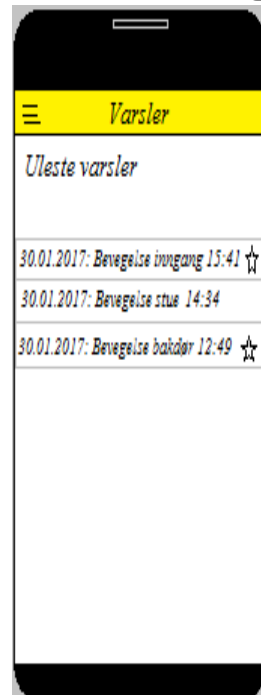 Varsler
Uleste varsler
30.01.2017: Bevegelse inngang 15:41
30.01.2017: Bevegelse stue 14:34
30.01.2017: Bevegelse bakdør 12:49